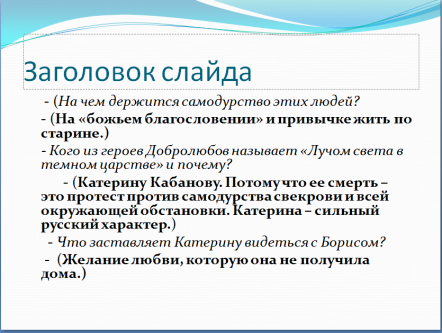 Заголовок слайда
- (На чем держится самодурство этих людей?
- (На «божьем благословении» и привычке жить по
старине.)
- Кого из героев Добролюбов называет «Лучом света в
темном царстве» и почему?
- (Катерину Кабанову. Потому что ее смерть –
это протест против самодурства свекрови и всей
окружающей обстановки. Катерина – сильный
русский характер.)
- Что заставляет Катерину видеться с Борисом?
- (Желание любви, которую она не получила
дома.)